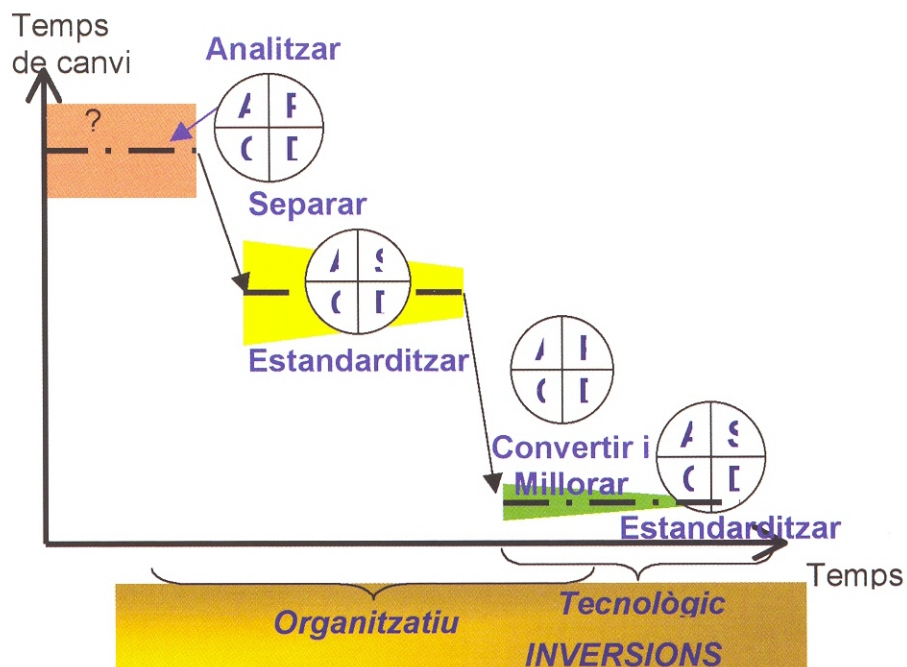 Temps
de canvi
Analitzar
?
A
C
Separar
A S
C
Estandarditzar
A
C
Convertir i
Millorar
A S
C D
Estandarditzar
Temps
Organitzatiu
Tecnològic
INVERSIONS